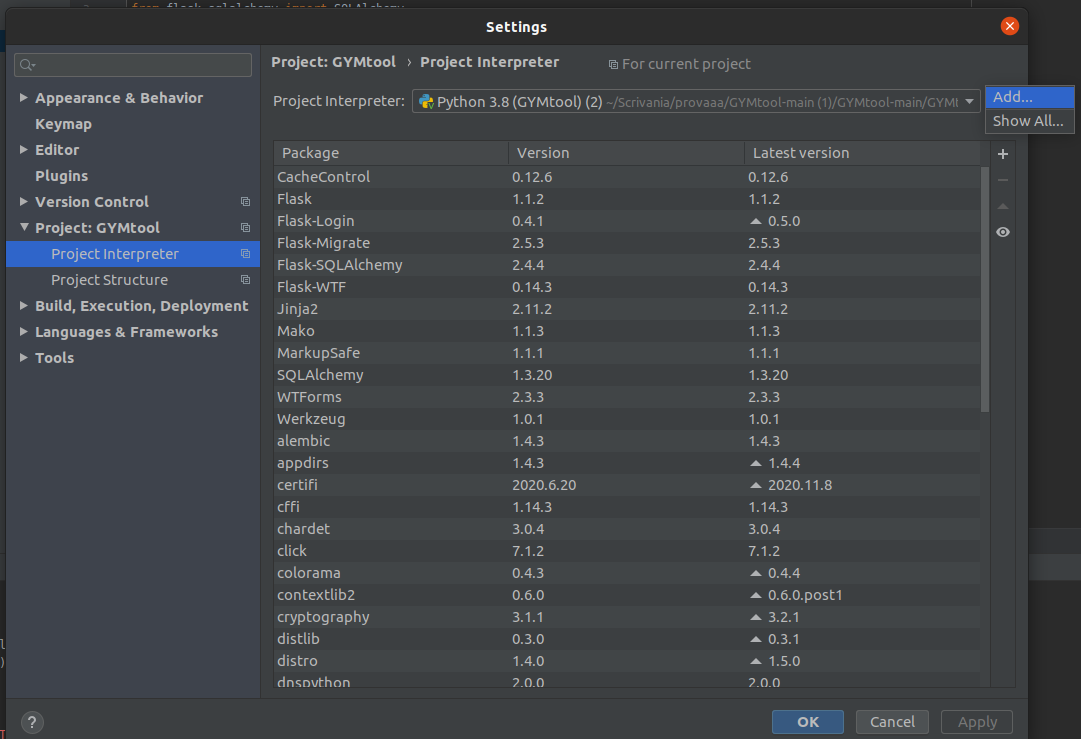 from flask_sqlalchemy import SQLAlchemy
Settings
Project: GYMtool › Project Interpreter
For current project
Appearance & Behavior
Keymap
Editor
Plugins
Version Control
Project: GYMtool
Project Interpreter
Project Structure
Build, Execution, Deployment
Languages & Frameworks
Tools
Project Interpreter: Python 3.8 (GYMtool) (2) ~/Scrivania/provaaa/GYMtool-main (1)/GYMtool-main/GYMt
Add...
Show All...
Package Version Latest version
CacheControl 0.12.6 0.12.6
Flask 1.1.2 1.1.2
Flask-Login 0.4.1 0.5.0
Flask-Migrate 2.5.3 2.5.3
Flask-SQLAlchemy 2.4.4 2.4.4
Flask-WTF 0.14.3 0.14.3
Jinja2 2.11.2 2.11.2
Mako 1.1.3 1.1.3
MarkupSafe 1.1.1 1.1.1
SQLAlchemy 1.3.20 1.3.20
WTForms 2.3.3 2.3.3
Werkzeug 1.0.1 1.0.1
alembic 1.4.3 1.4.3
appdirs 1.4.3 1.4.4
certifi 2020.6.20 2020.11.8
cffi 1.14.3 1.14.3
chardet 3.0.4 3.0.4
click 7.1.2 7.1.2
colorama 0.4.3 0.4.4
contextlib2 0.6.0 0.6.0.post1
cryptography 3.1.1 3.2.1
distlib 0.3.0 0.3.1
distro 1.4.0 1.5.0
dnspython 2.0.0 2.0.0
?
OK
Cancel
Apply